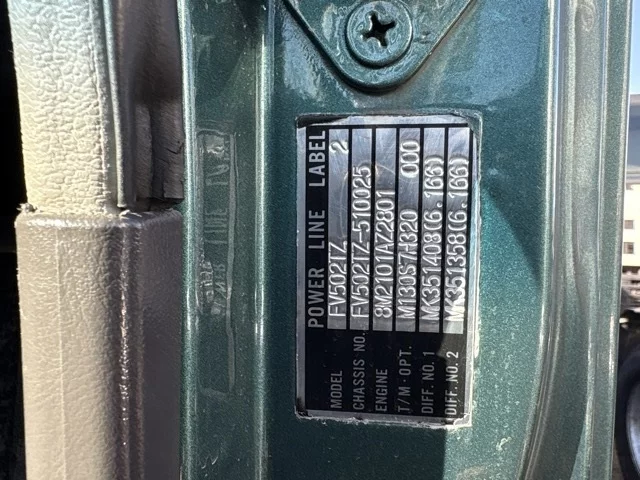 POWER LINE LABEL
MODEL FV502TZ 2
CHASSIS NO. FV502TZ-510025
ENGINE 8M2101AZ2801
T/M·OPT. M130S7H320 000
DIFF. NO. 1 MK351408(6.166)
DIFF. NO. 2 MK351358(6.166)